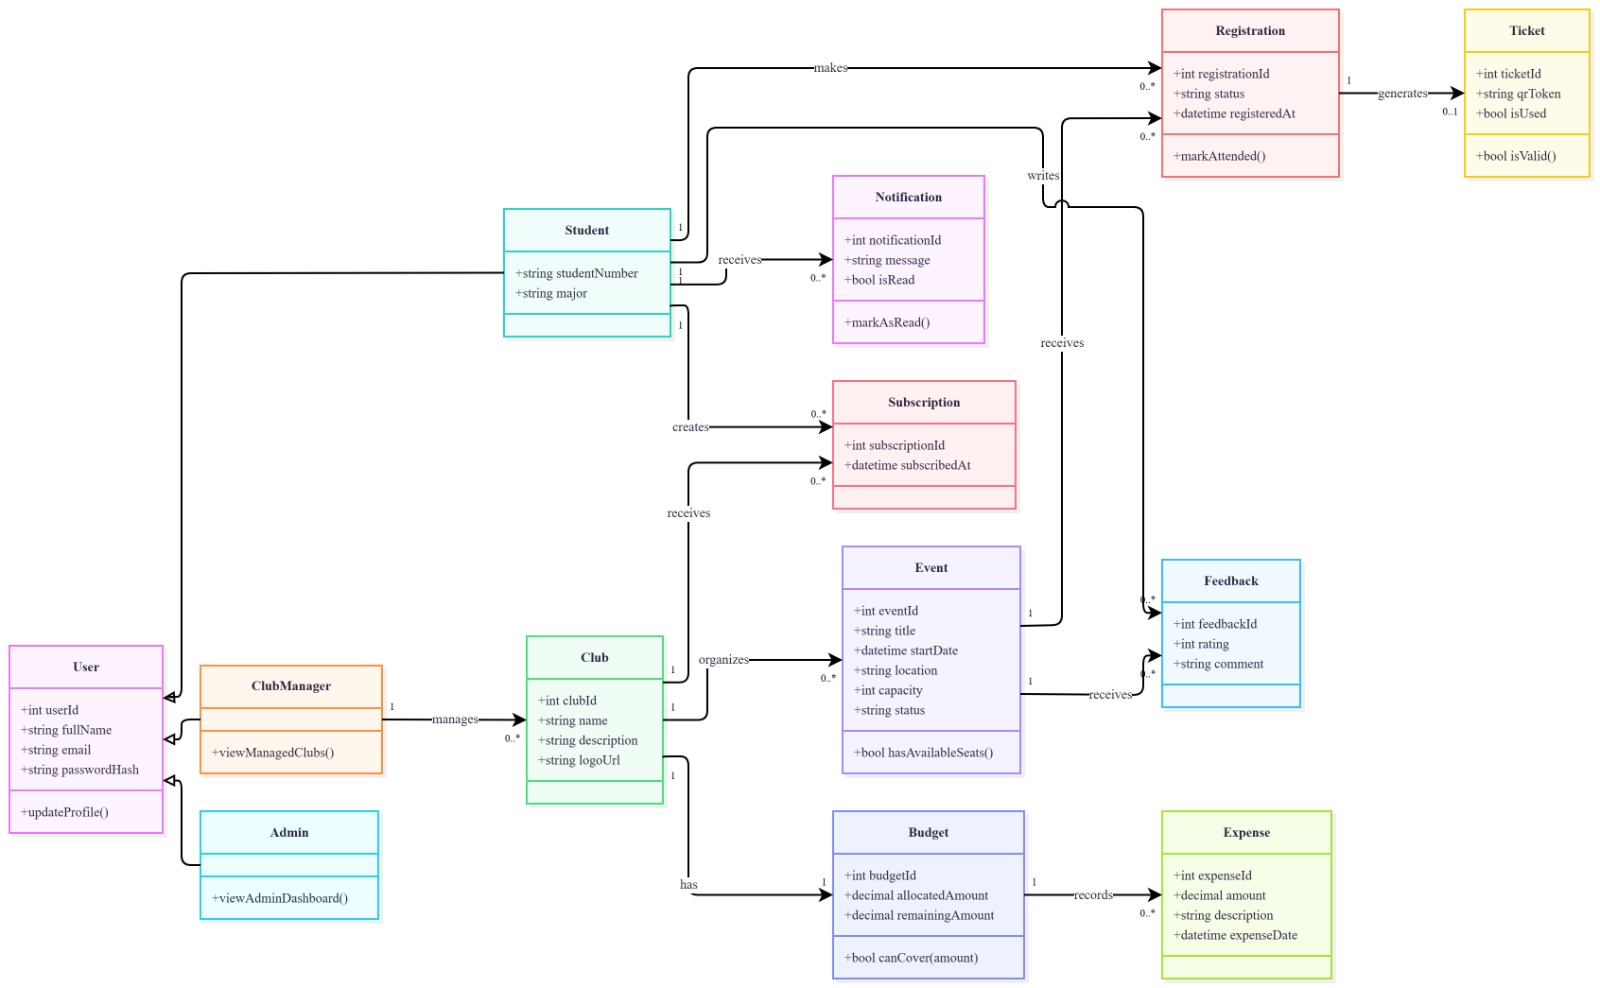 Registration
+int registrationId
+string status
+datetime registeredAt
+markAttended()
Ticket
+int ticketId
+string qrToken
+bool isUsed
+bool isValid()
makes
0..*
0..*
1
generates
0..1
writes
Notification
+int notificationId
+string message
+bool isRead
+markAsRead()
Student
+string studentNumber
+string major
1
1
1
1
receives
0..*
receives
Subscription
+int subscriptionId
+datetime subscribedAt
0..*
creates
0..*
receives
Event
+int eventId
+string title
+datetime startDate
+string location
+int capacity
+string status
+bool hasAvailableSeats()
1
1
receives
Feedback
+int feedbackId
+int rating
+string comment
0..*
0..*
User
+int userId
+string fullName
+string email
+string passwordHash
+updateProfile()
ClubManager
+viewManagedClubs()
1
manages
0..*
Club
+int clubId
+string name
+string description
+string logoUrl
1
1
1
organizes
0..*
Admin
+viewAdminDashboard()
has
1
Budget
+int budgetId
+decimal allocatedAmount
+decimal remainingAmount
+bool canCover(amount)
1
records
0..*
Expense
+int expenseId
+decimal amount
+string description
+datetime expenseDate